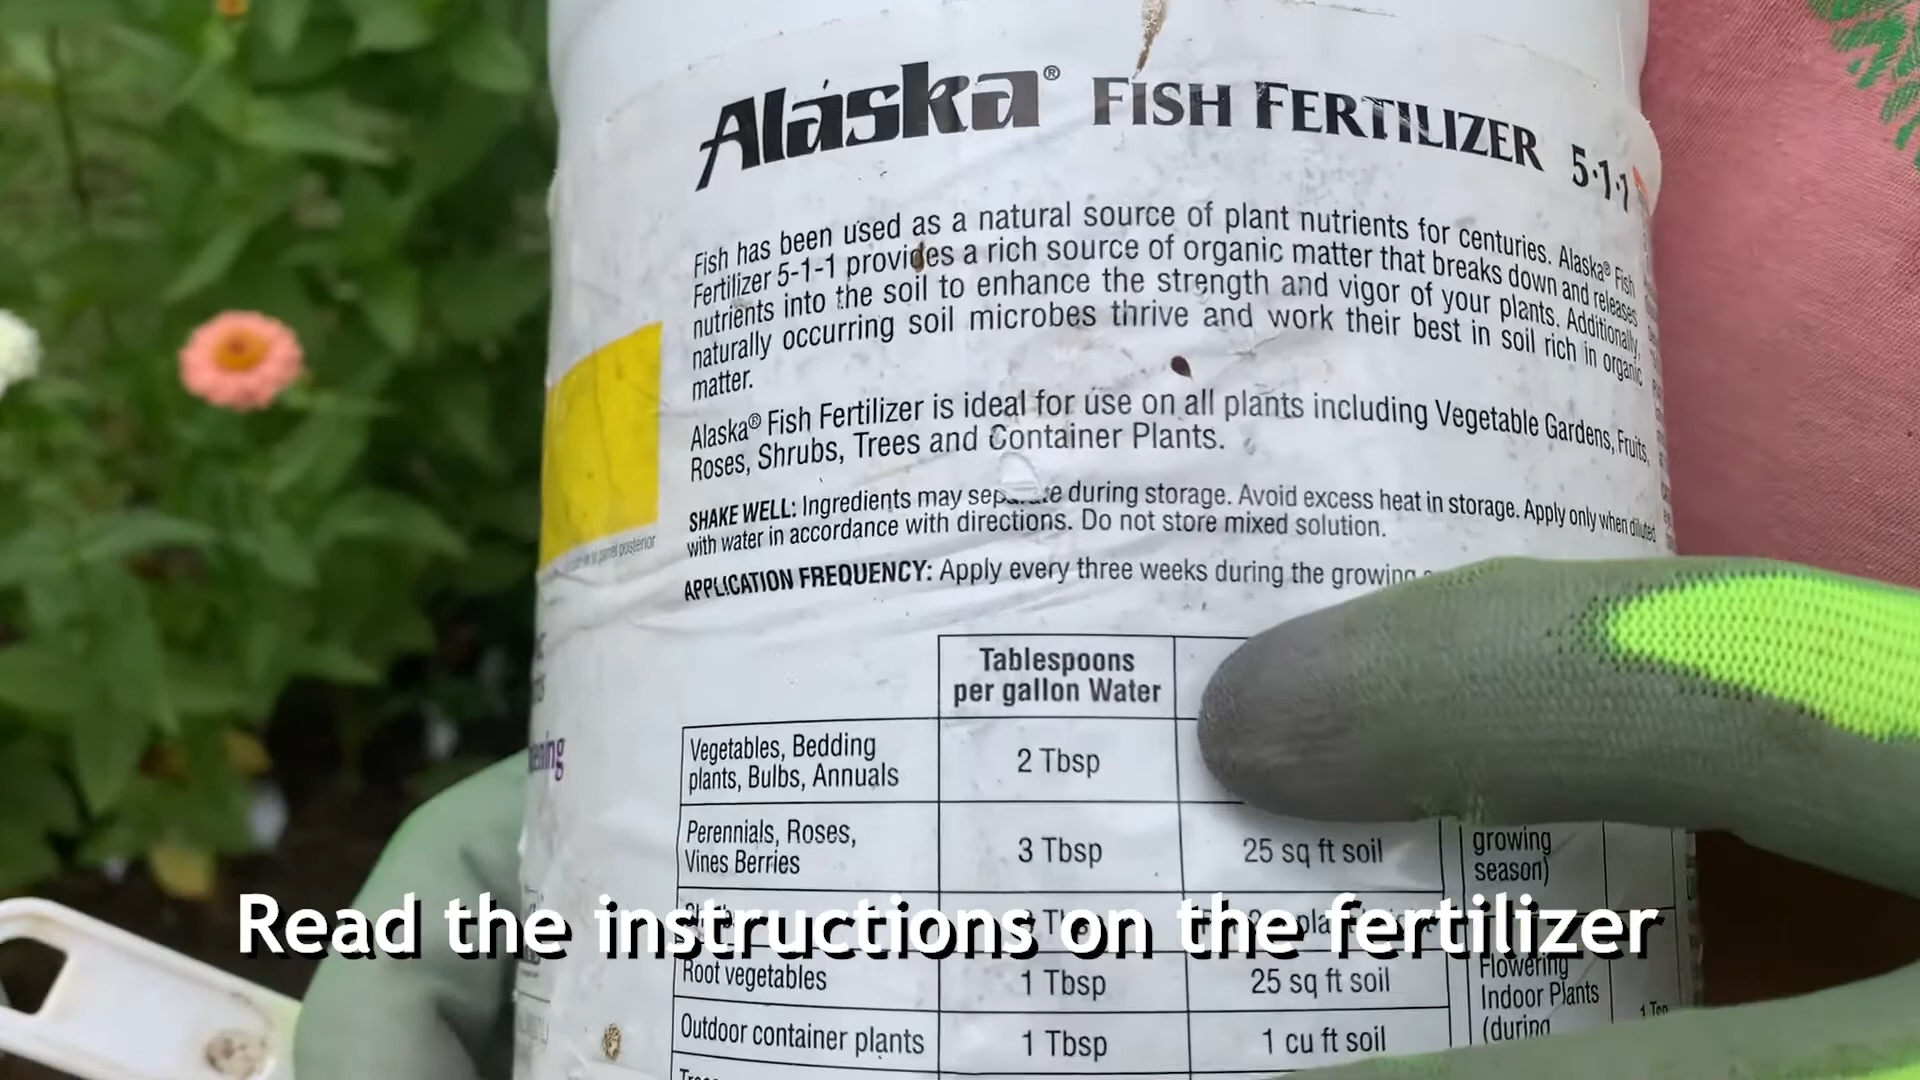 Alaska® FISH FERTILIZER 5-1-1
Fish has been used as a natural source of plant nutrients for centuries. Alaska® Fish
Fertilizer 5-1-1 provides a rich source of organic matter that breaks down and releases
nutrients into the soil to enhance the strength and vigor of your plants. Additionally,
naturally occurring soil microbes thrive and work their best in soil rich in organic
matter.
Alaska® Fish Fertilizer is ideal for use on all plants including Vegetable Gardens, Fruits,
Roses, Shrubs, Trees and Container Plants.
SHAKE WELL: Ingredients may separate during storage. Avoid excess heat in storage. Apply only when diluted
with water in accordance with directions. Do not store mixed solution.
posterior
APPLICATION FREQUENCY: Apply every three weeks during the growing
Tablespoons
per gallon Water
Vegetables, Bedding
plants, Bulbs, Annuals
2 Tbsp
Perennials, Roses,
Vines Berries
3 Tbsp
25 sq ft soil
growing
season)
Read the instructions on the fertilizer
Root vegetables
1 Tbsp
25 sq ft soil
Flowering
Indoor Plants
(during
Outdoor container plants
1 Tbsp
1 cu ft soil